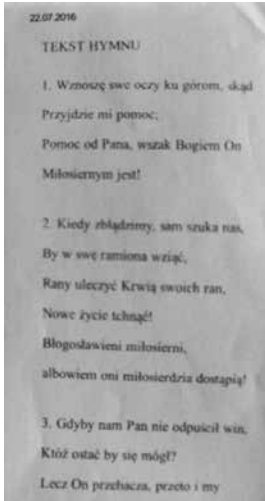 22.07.2016
TEKST HYMNU
1. Wznoszę swe oczy ku górom, skąd
Przyjdzie mi pomoc;
Pomoc od Pana, wszak Bogiem On
Miłosiernym jest!
2. Kiedy zbłądzimy, sam szuka nas,
By w swe ramiona wziąć,
Rany uleczyć Krwią swoich ran,
Nowe życie tchnąć!
Błogosławieni miłosierni,
albowiem oni miłosierdzia dostąpią!
3. Gdyby nam Pan nie odpuścił win,
Któż ostać by się mógł?
Lecz On przebacza, przeto i my